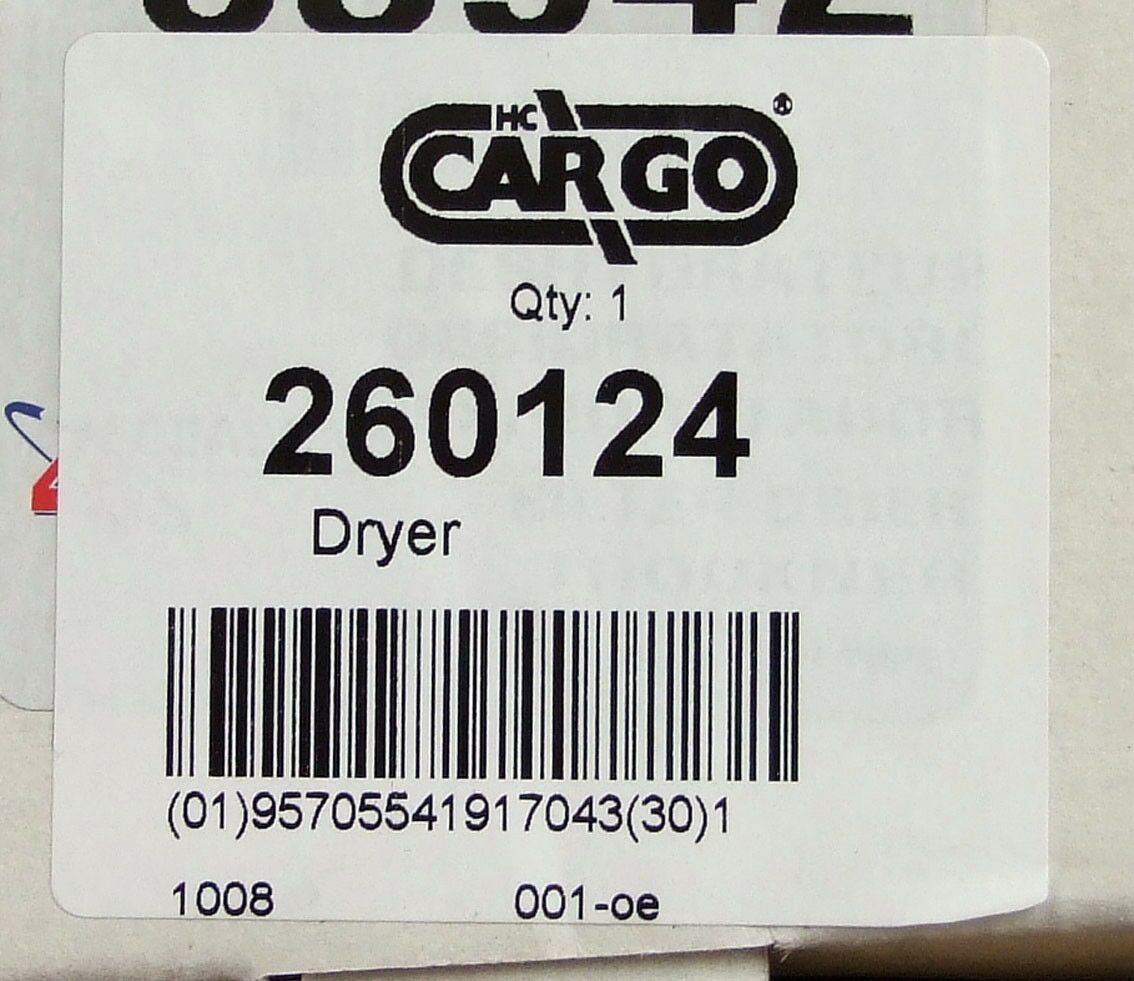 HC
CARGO®
Qty: 1
260124
Dryer
(01)95705541917043(30)1
1008 001-oe